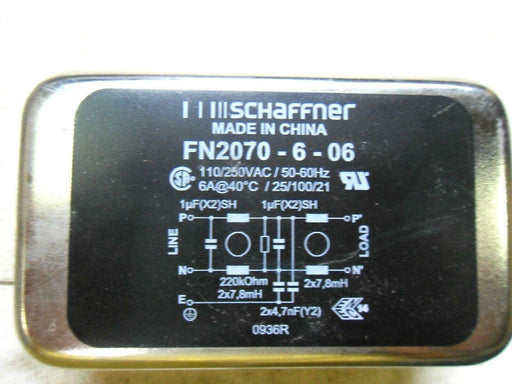 SCHAFFNER
MADE IN CHINA
FN2070 - 6 - 06
110/250VAC / 50-60Hz
6A@40°C / 25/100/21
1µF(X2)SH 1µF(X2)SH
P P'
LINE LOAD
N N'
220kOhm 2x7,8mH
2x7,8mH
E
2x4,7nF(Y2)
14
0936R